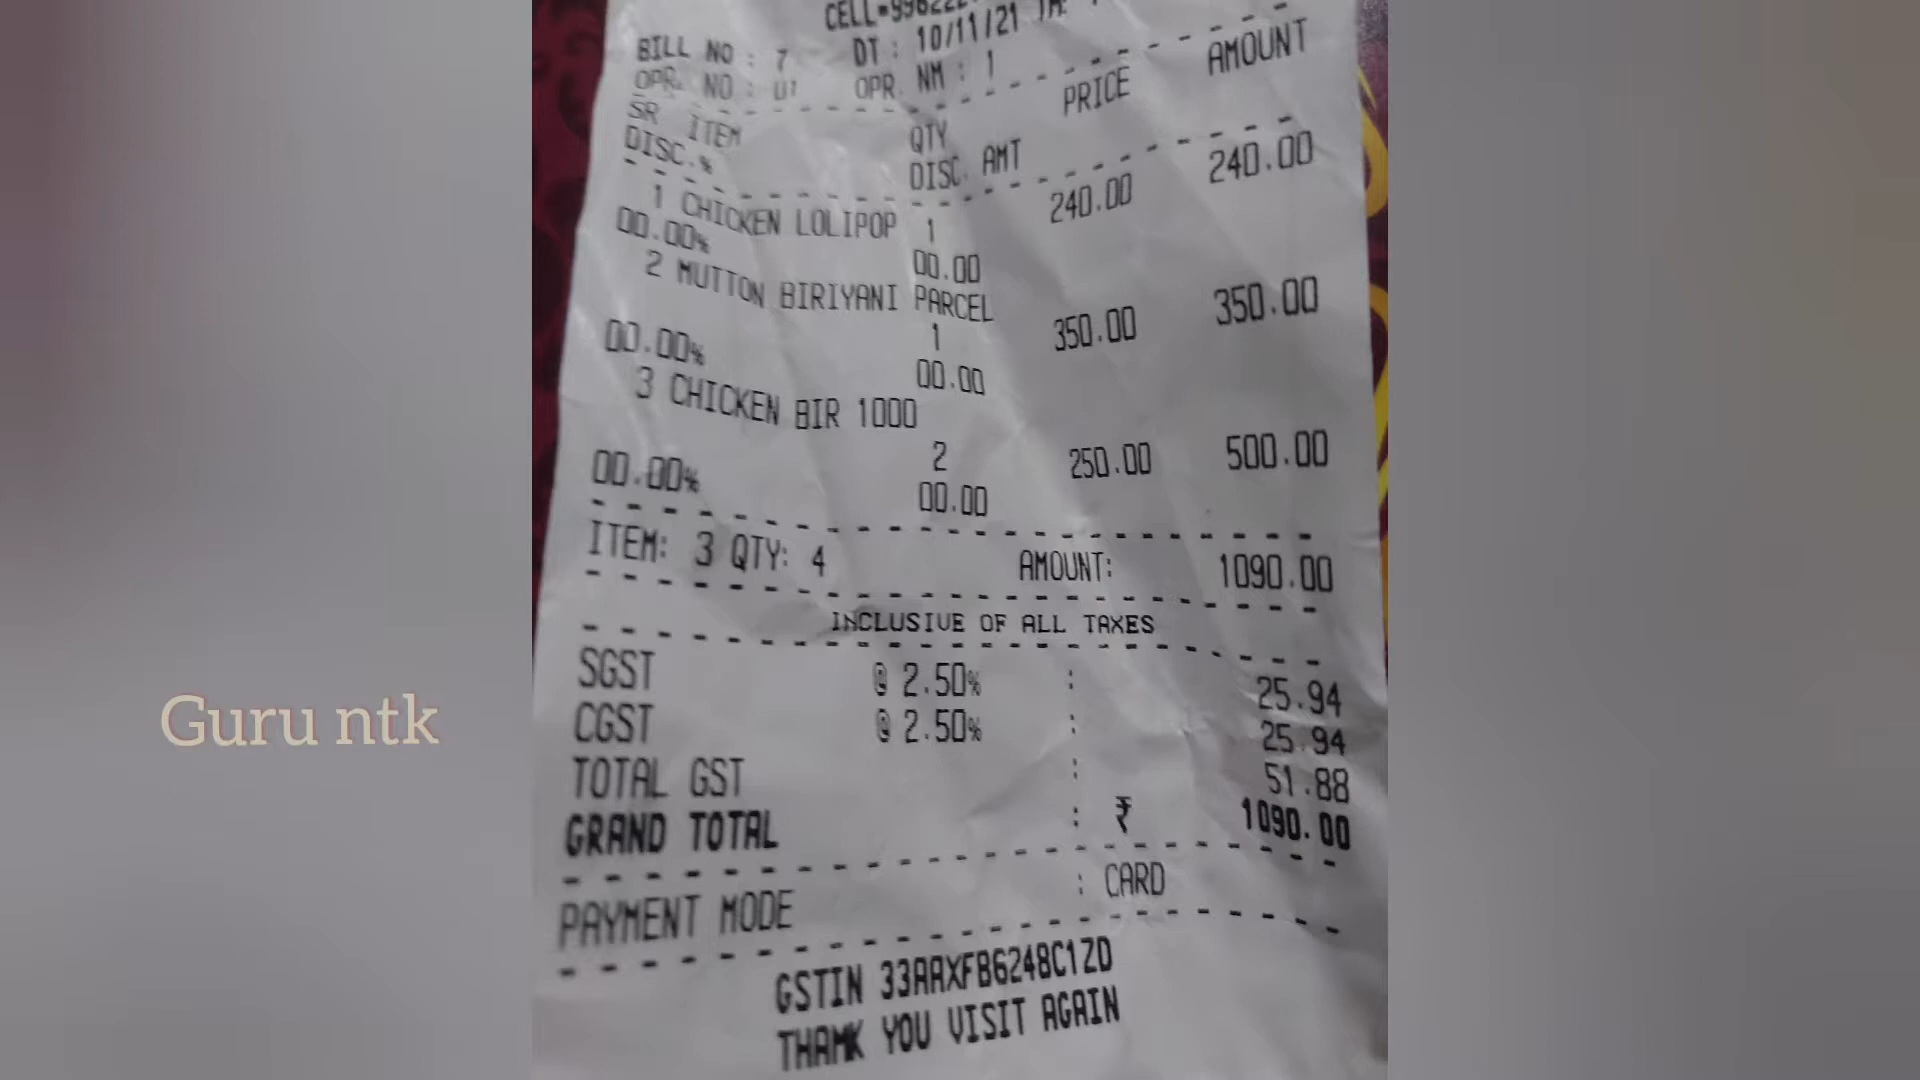 BILL NO : 7 DT : 10/11/21
OPR. NO : 01 OPR. NM : 1
SR ITEM QTY PRICE AMOUNT
DISC.% DISC. AMT
1 CHICKEN LOLIPOP 1 240.00 240.00
00.00% 00.00
2 MUTTON BIRIYANI PARCEL
1 350.00 350.00
00.00% 00.00
3 CHICKEN BIR 1000
2 250.00 500.00
00.00% 00.00
ITEM: 3 QTY: 4 AMOUNT: 1090.00
INCLUSIVE OF ALL TAXES
SGST @ 2.50% : 25.94
CGST @ 2.50% : 25.94
TOTAL GST : 51.88
GRAND TOTAL : ₹ 1090.00
PAYMENT MODE : CARD
GSTIN 33AAXFB6248C1ZD
THANK YOU VISIT AGAIN
Guru ntk